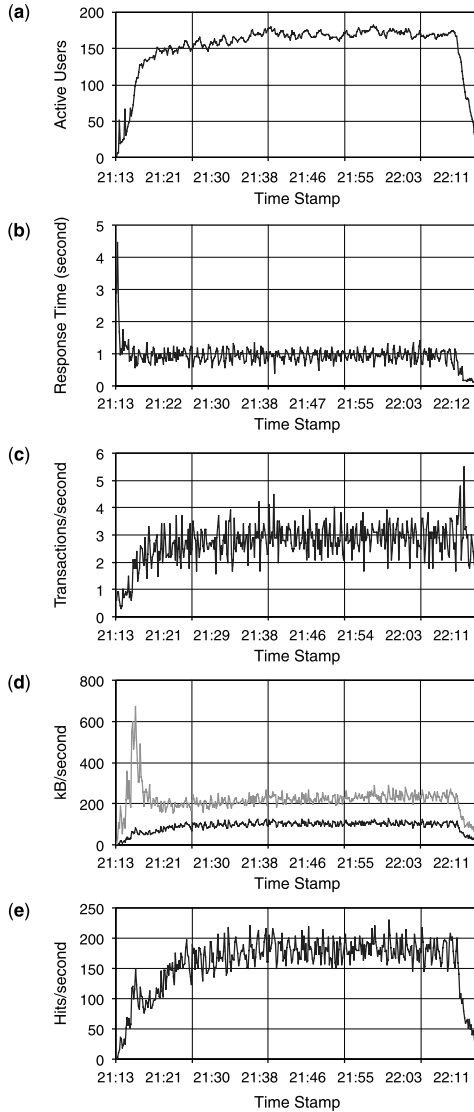 (a)
Active Users
200
150
100
50
0
21:13 21:21 21:30 21:38 21:46 21:55 22:03 22:11
Time Stamp
(b)
Response Time (second)
5
4
3
2
1
0
21:13 21:22 21:30 21:38 21:47 21:55 22:03 22:12
Time Stamp
(c)
Transactions/second
6
5
4
3
2
1
0
21:13 21:21 21:29 21:38 21:46 21:54 22:03 22:11
Time Stamp
(d)
kB/second
800
600
400
200
0
21:13 21:21 21:30 21:38 21:46 21:55 22:03 22:11
Time Stamp
(e)
Hits/second
250
200
150
100
50
0
21:13 21:21 21:30 21:38 21:46 21:55 22:03 22:11
Time Stamp